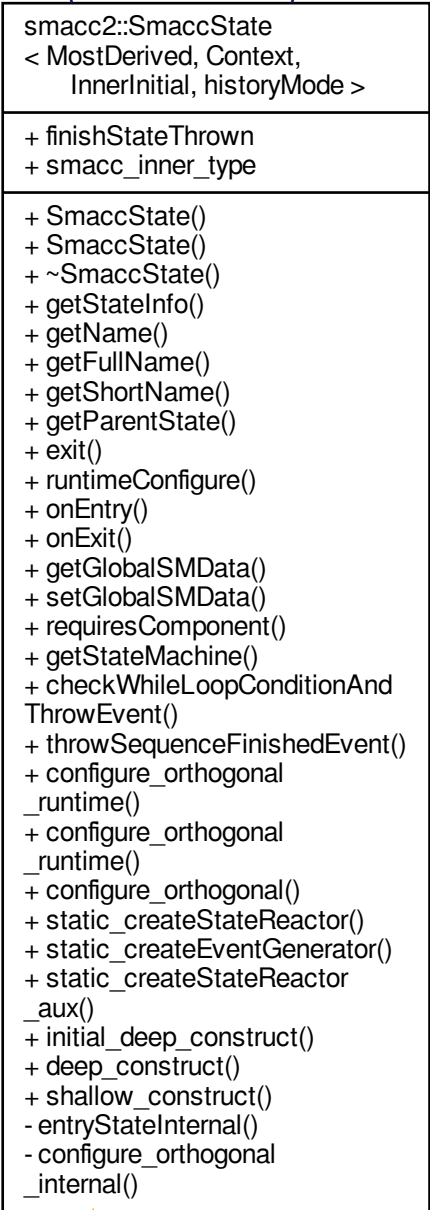 smacc2::SmaccState
< MostDerived, Context,
InnerInitial, historyMode >
+ finishStateThrown
+ smacc_inner_type
+ SmaccState()
+ SmaccState()
+ ~SmaccState()
+ getStateInfo()
+ getName()
+ getFullName()
+ getShortName()
+ getParentState()
+ exit()
+ runtimeConfigure()
+ onEntry()
+ onExit()
+ getGlobalSMData()
+ setGlobalSMData()
+ requiresComponent()
+ getStateMachine()
+ checkWhileLoopConditionAnd
ThrowEvent()
+ throwSequenceFinishedEvent()
+ configure_orthogonal
_runtime()
+ configure_orthogonal
_runtime()
+ configure_orthogonal()
+ static_createStateReactor()
+ static_createEventGenerator()
+ static_createStateReactor
_aux()
+ initial_deep_construct()
+ deep_construct()
+ shallow_construct()
- entryStateInternal()
- configure_orthogonal
_internal()